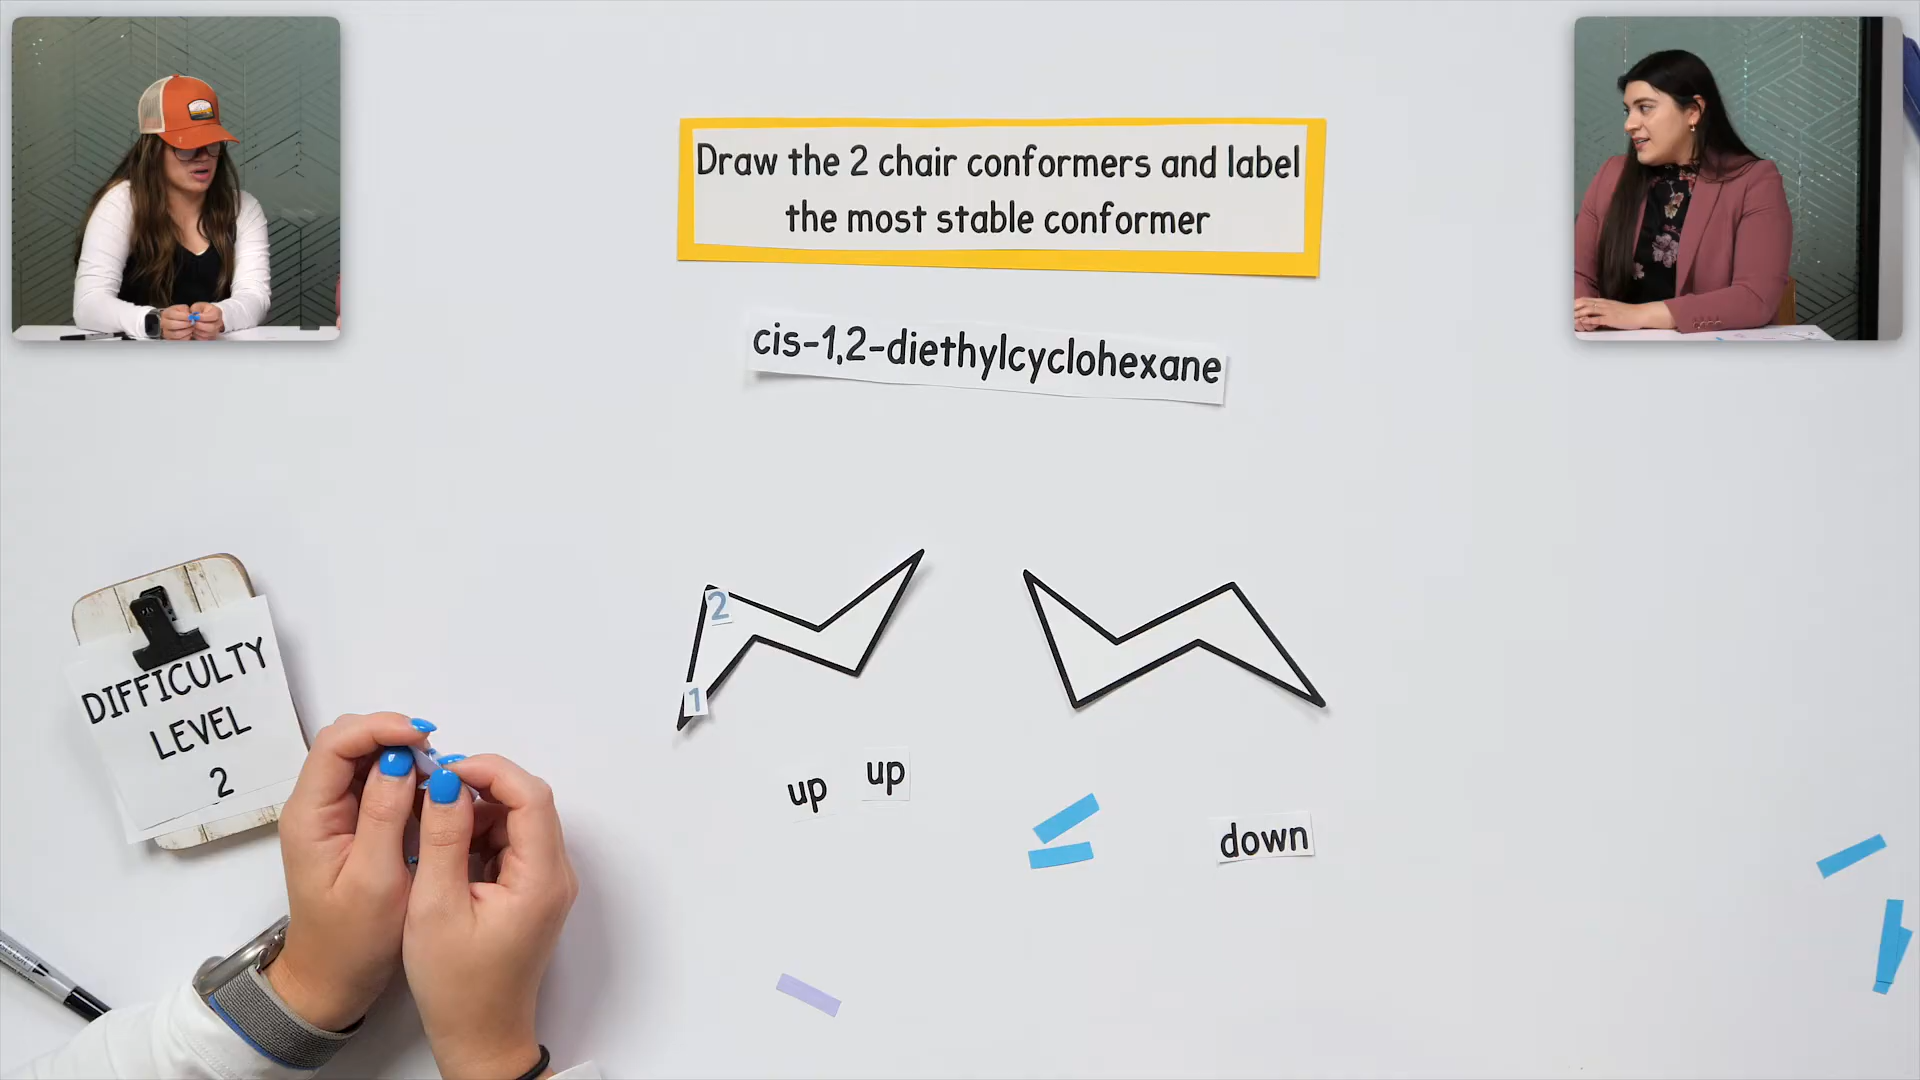 Draw the 2 chair conformers and label
the most stable conformer
cis-1,2-diethylcyclohexane
2
1
DIFFICULTY
LEVEL
2
up
up
down